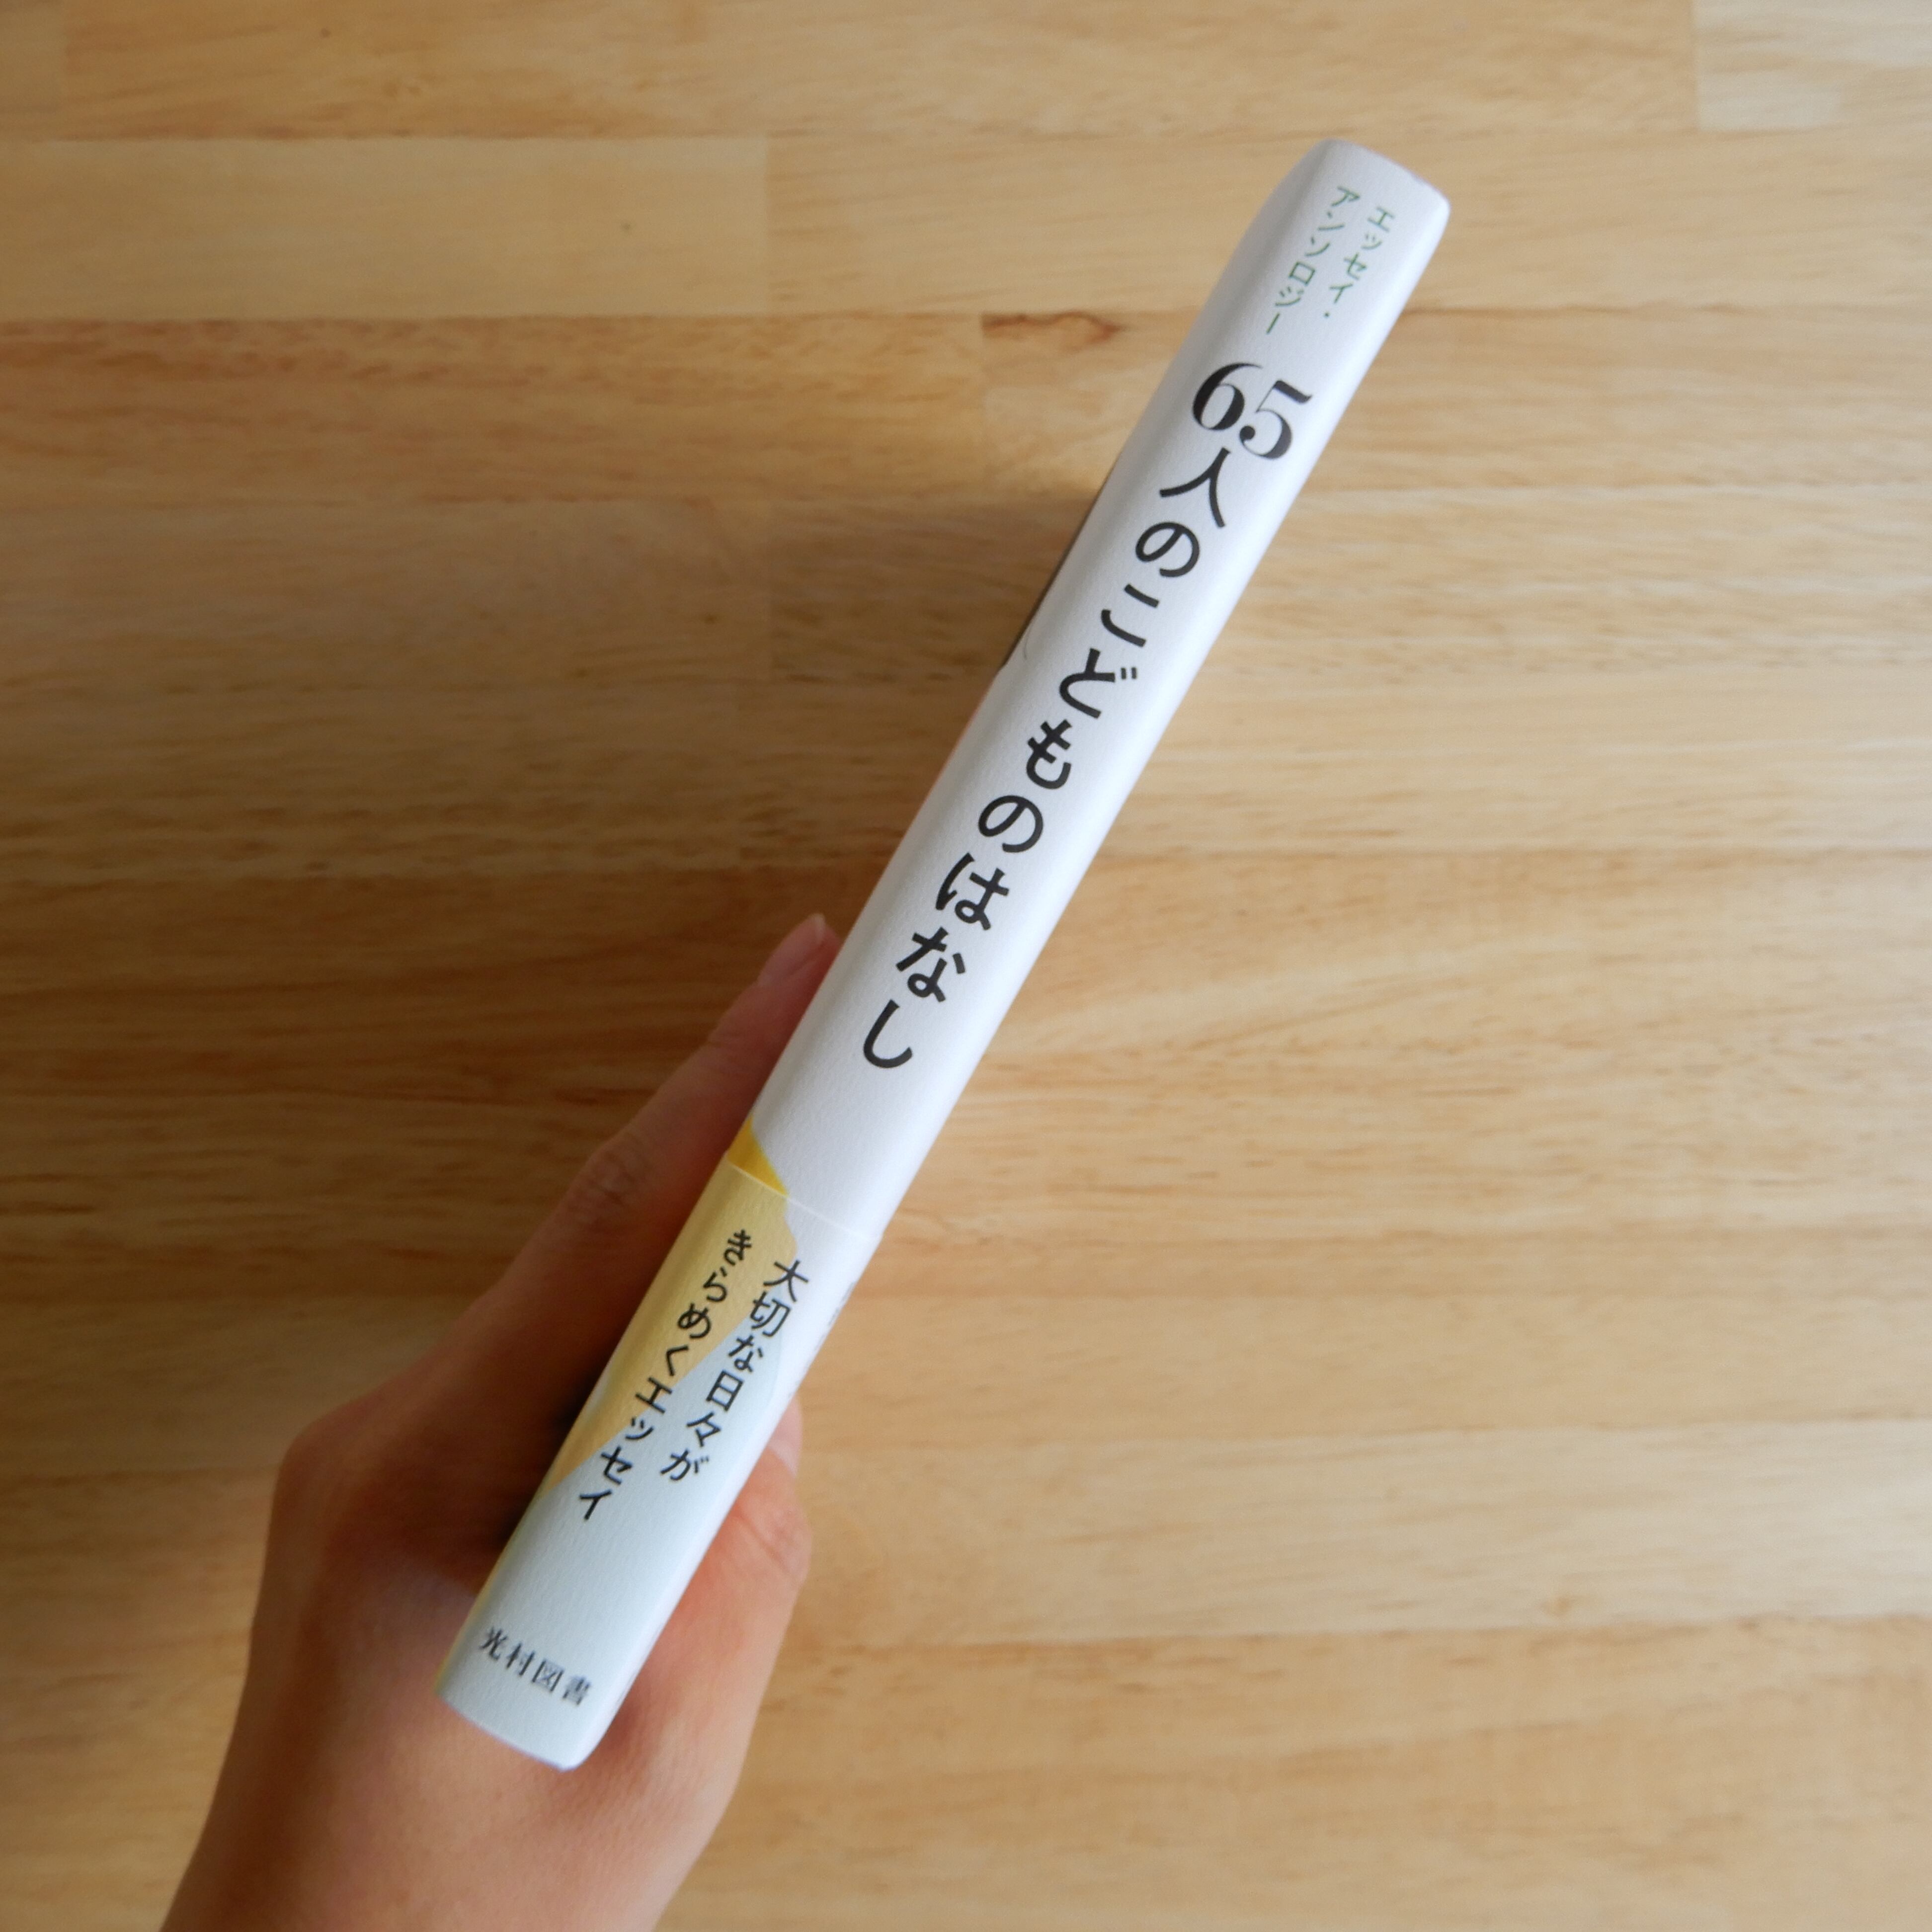 エッセイ・
アンソロジー
65人のこどものはなし
大切な日々が
きらめくエッセイ
光村図書